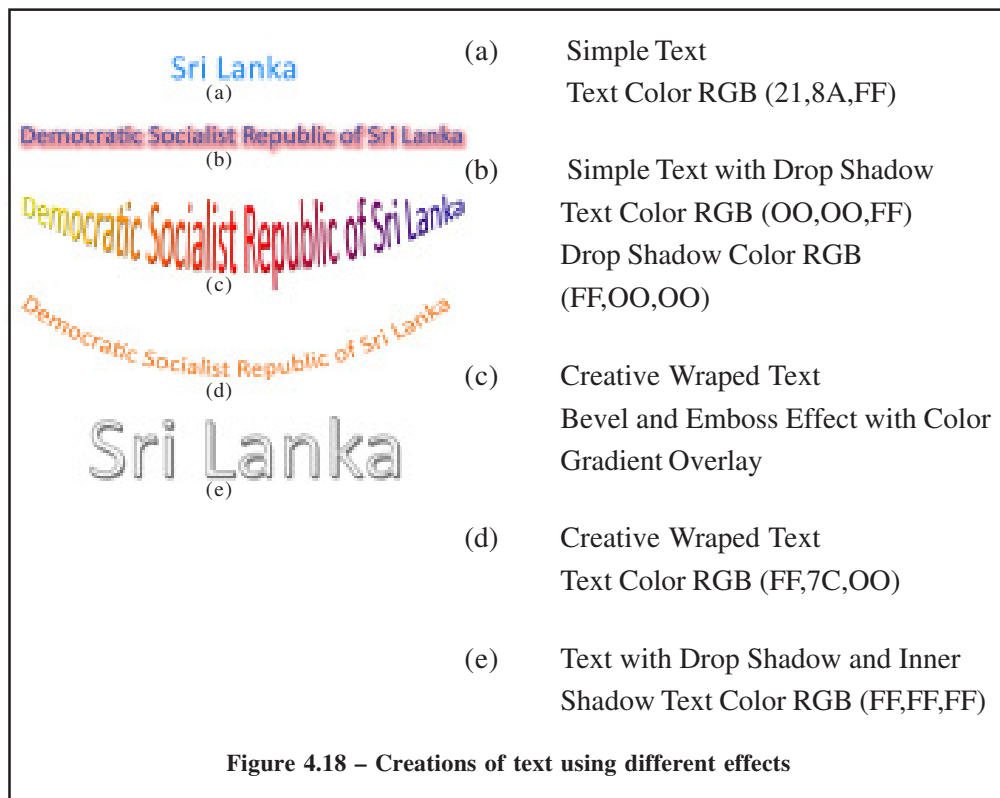 Sri Lanka
(a)
Democratic Socialist Republic of Sri Lanka
(b)
Democratic Socialist Republic of Sri Lanka
(c)
Democratic Socialist Republic of Sri Lanka
(d)
Sri Lanka
(e)
(a) Simple Text
Text Color RGB (21,8A,FF)
(b) Simple Text with Drop Shadow
Text Color RGB (OO,OO,FF)
Drop Shadow Color RGB
(FF,OO,OO)
(c) Creative Wraped Text
Bevel and Emboss Effect with Color
Gradient Overlay
(d) Creative Wraped Text
Text Color RGB (FF,7C,OO)
(e) Text with Drop Shadow and Inner
Shadow Text Color RGB (FF,FF,FF)
Figure 4.18 – Creations of text using different effects